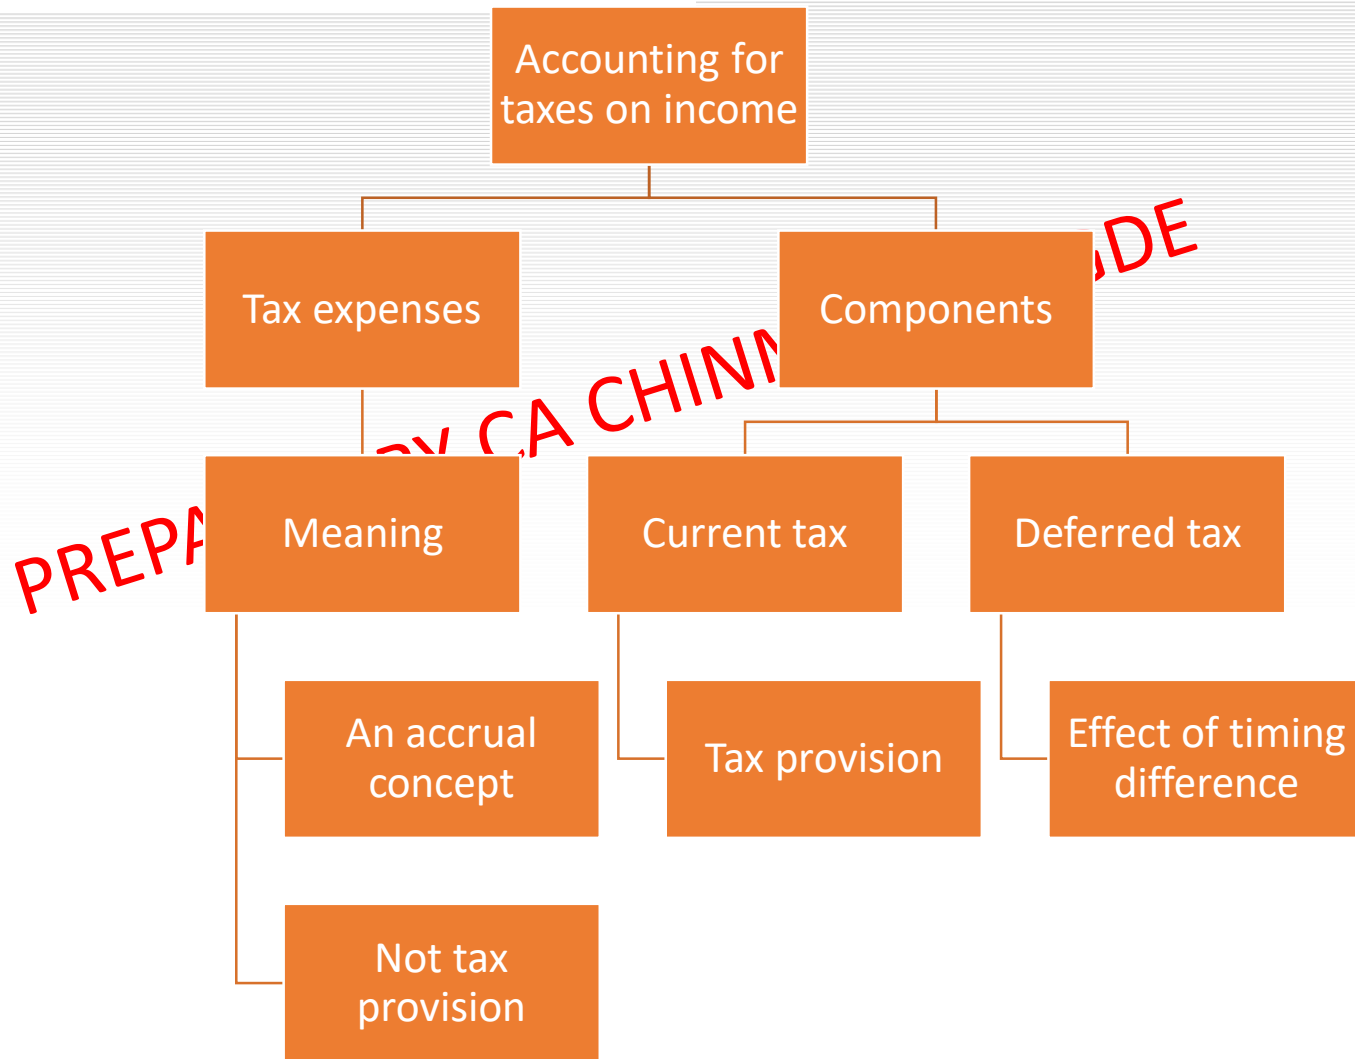 Accounting for
taxes on income
Tax expenses
Components
Meaning
Current tax
Deferred tax
An accrual
concept
Tax provision
Effect of timing
difference
Not tax
provision
CA